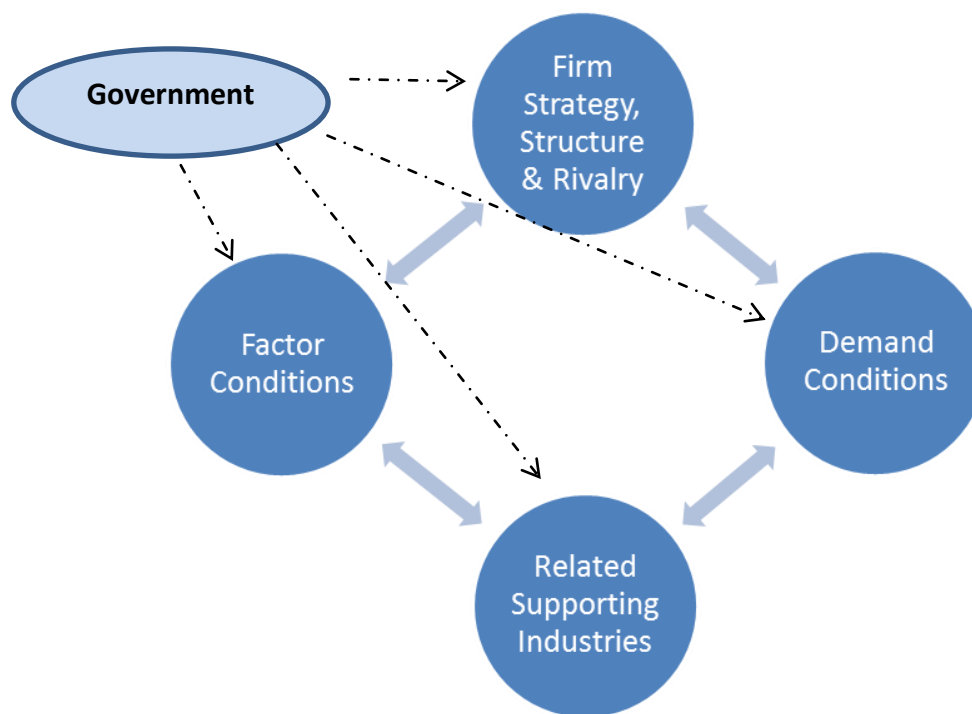 Government
Firm
Strategy,
Structure
& Rivalry
Factor
Conditions
Demand
Conditions
Related
Supporting
Industries